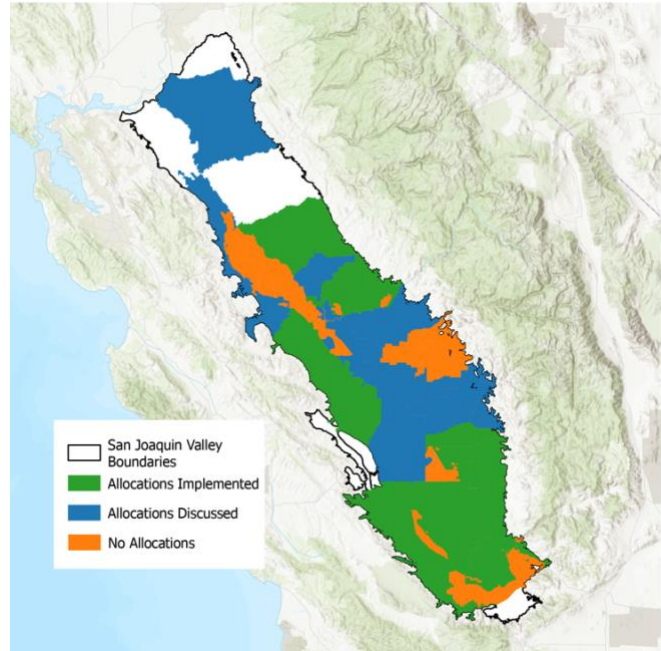 San Joaquin Valley
Boundaries
Allocations Implemented
Allocations Discussed
No Allocations